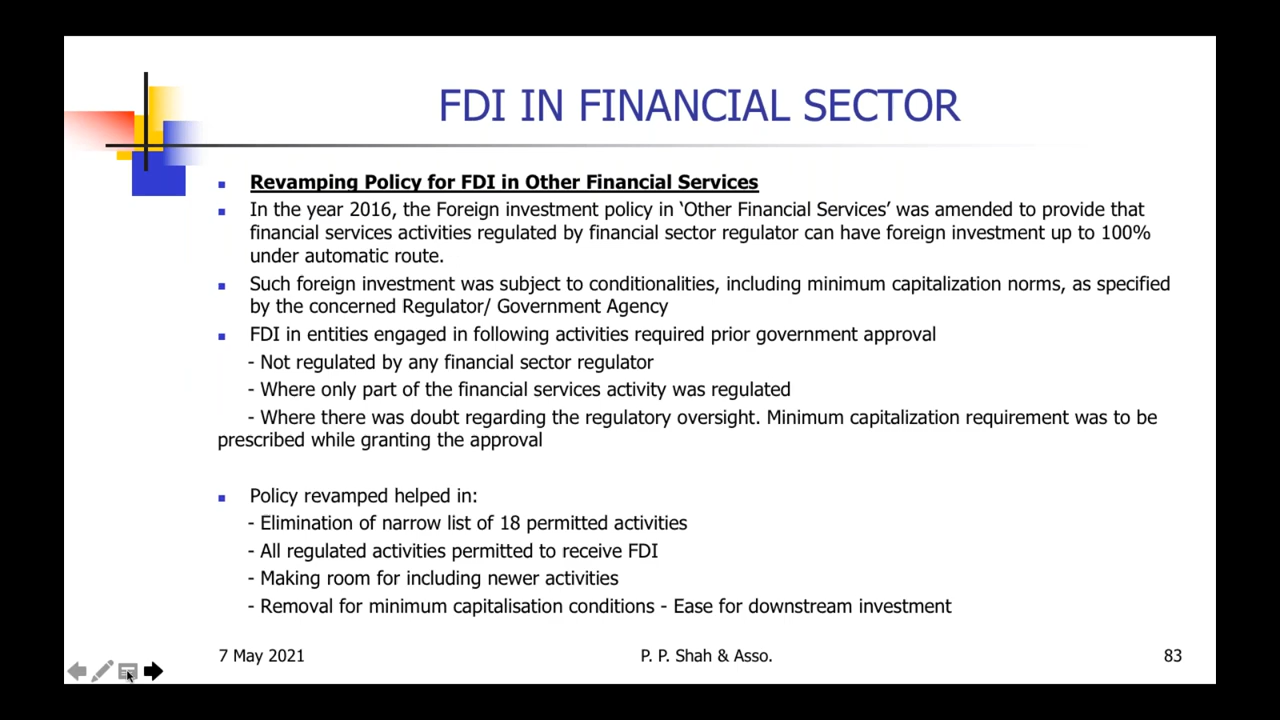 FDI IN FINANCIAL SECTOR
Revamping Policy for FDI in Other Financial Services
In the year 2016, the Foreign investment policy in ‘Other Financial Services’ was amended to provide that
financial services activities regulated by financial sector regulator can have foreign investment up to 100%
under automatic route.
Such foreign investment was subject to conditionalities, including minimum capitalization norms, as specified
by the concerned Regulator/ Government Agency
FDI in entities engaged in following activities required prior government approval
- Not regulated by any financial sector regulator
- Where only part of the financial services activity was regulated
- Where there was doubt regarding the regulatory oversight. Minimum capitalization requirement was to be
prescribed while granting the approval
Policy revamped helped in:
- Elimination of narrow list of 18 permitted activities
- All regulated activities permitted to receive FDI
- Making room for including newer activities
- Removal for minimum capitalisation conditions - Ease for downstream investment
7 May 2021
P. P. Shah & Asso.
83